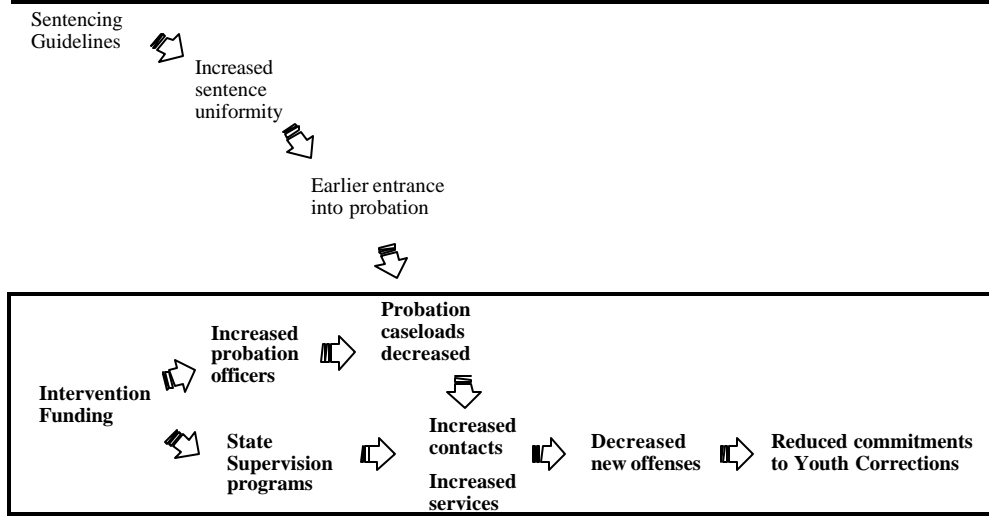 Sentencing
Guidelines
Increased
sentence
uniformity
Earlier entrance
into probation
Probation
caseloads
decreased
Increased
probation
officers
Intervention
Funding
State
Supervision
programs
Increased
contacts
Increased
services
Decreased
new offenses
Reduced commitments
to Youth Corrections